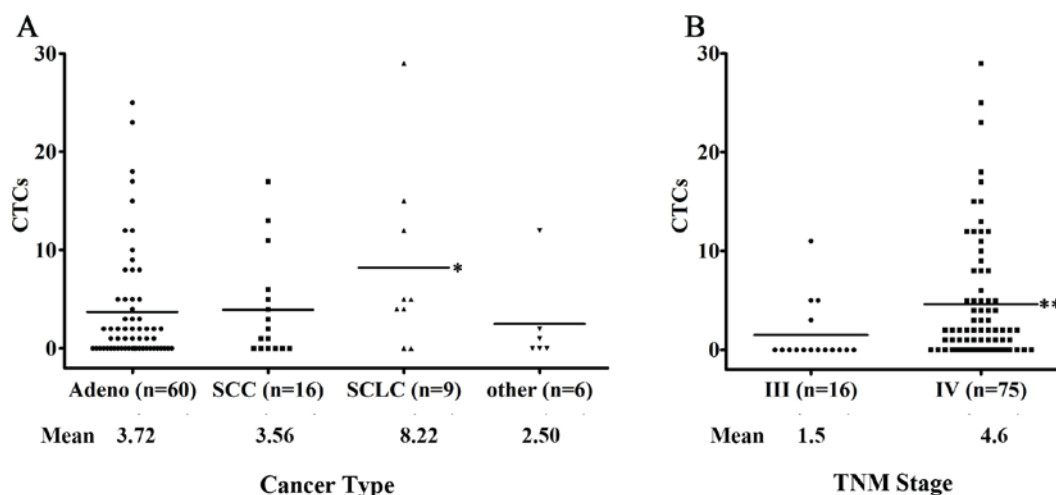 A
30
20
10
0
CTCs
Adeno (n=60) SCC (n=16) SCLC (n=9) other (n=6)
Mean 3.72 3.56 8.22 2.50
Cancer Type
*
B
30
20
10
0
CTCs
III (n=16) IV (n=75)
Mean 1.5 4.6
TNM Stage
**